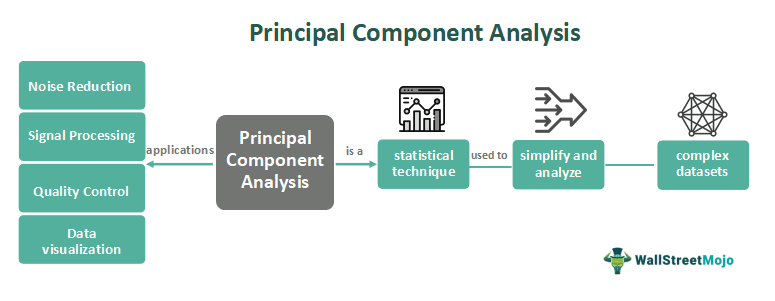 Principal Component Analysis
Noise Reduction
Signal Processing
Quality Control
Data
visualization
applications
Principal
Component
Analysis
is a
statistical
technique
used to
simplify and
analyze
complex
datasets
WallStreetMojo